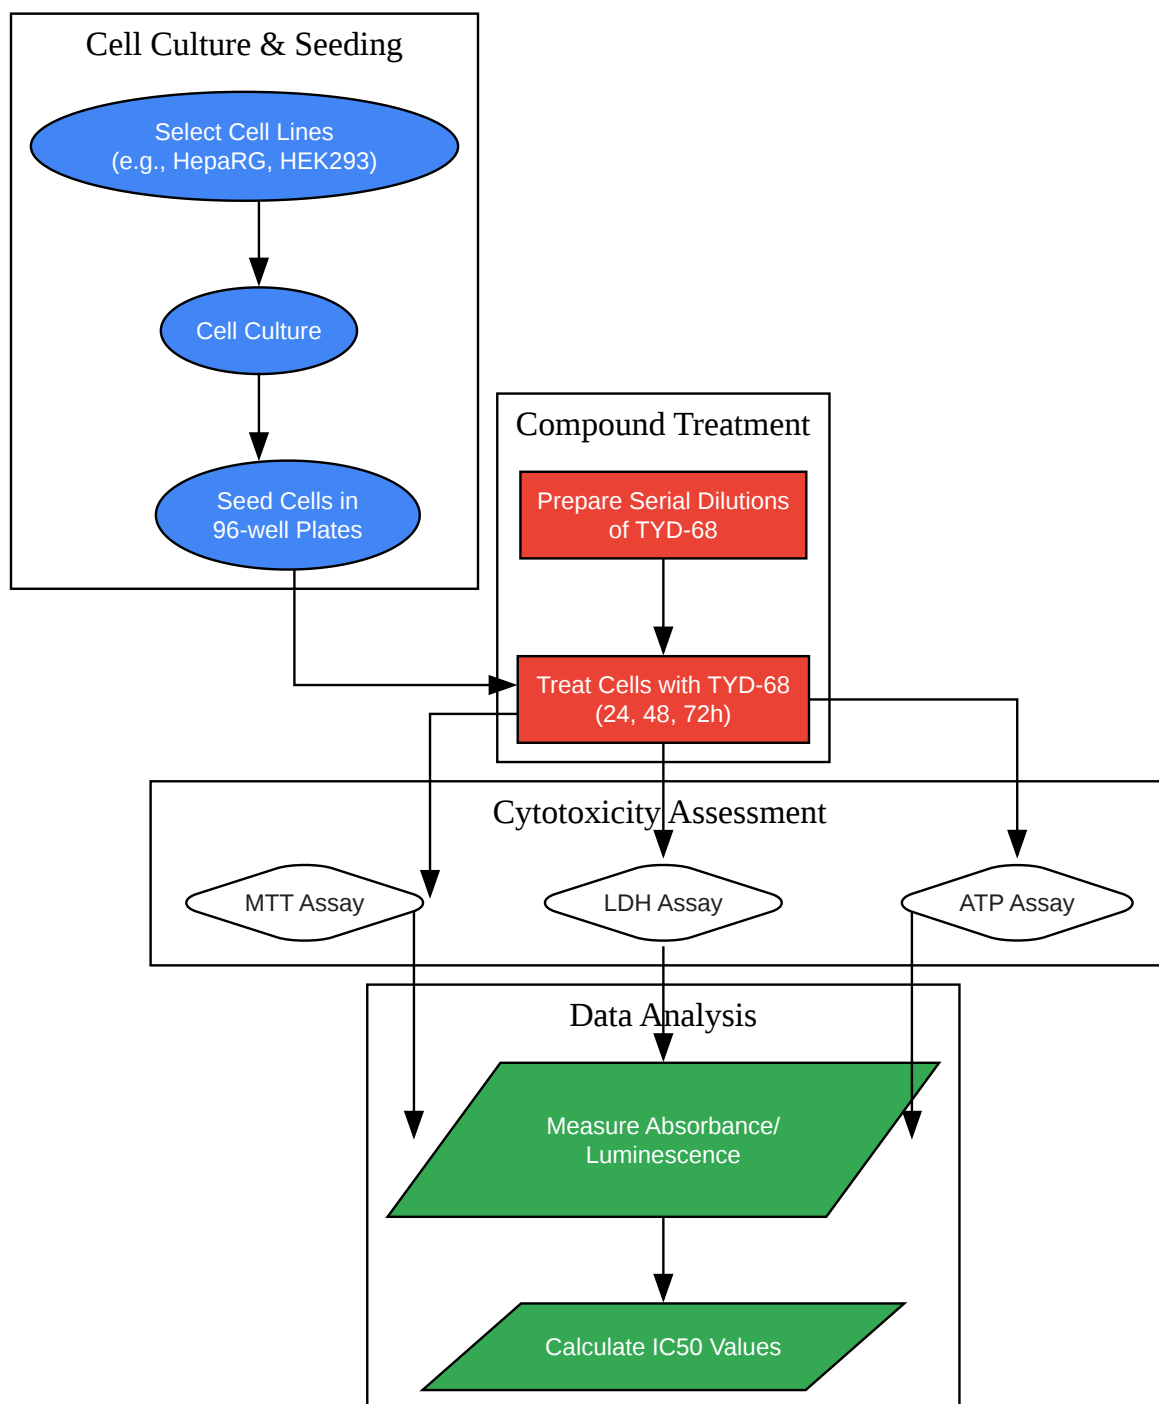 Cell Culture & Seeding
Select Cell Lines
(e.g., HepaRG, HEK293)
Cell Culture
Seed Cells in
96-well Plates
Compound Treatment
Prepare Serial Dilutions
of TYD-68
Treat Cells with TYD-68
(24, 48, 72h)
Cytotoxicity Assessment
MTT Assay
LDH Assay
ATP Assay
Data Analysis
Measure Absorbance/
Luminescence
Calculate IC50 Values